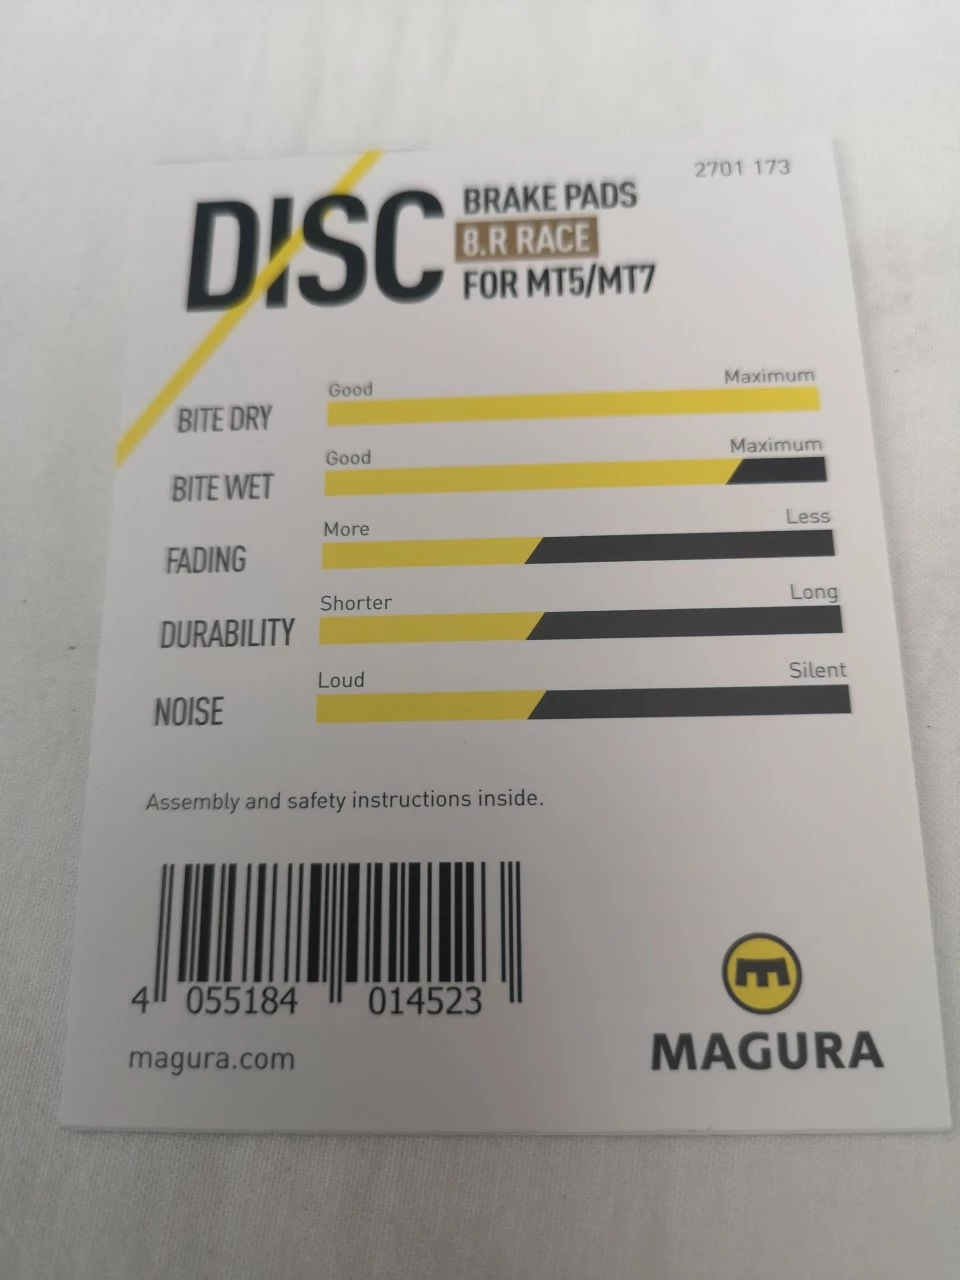 2701 173
DISC
BRAKE PADS
8.R RACE
FOR MT5/MT7
Good Maximum
BITE DRY
Good Maximum
BITE WET
More Less
FADING
Shorter Long
DURABILITY
Loud Silent
NOISE
Assembly and safety instructions inside.
4 055184 014523
magura.com
MAGURA